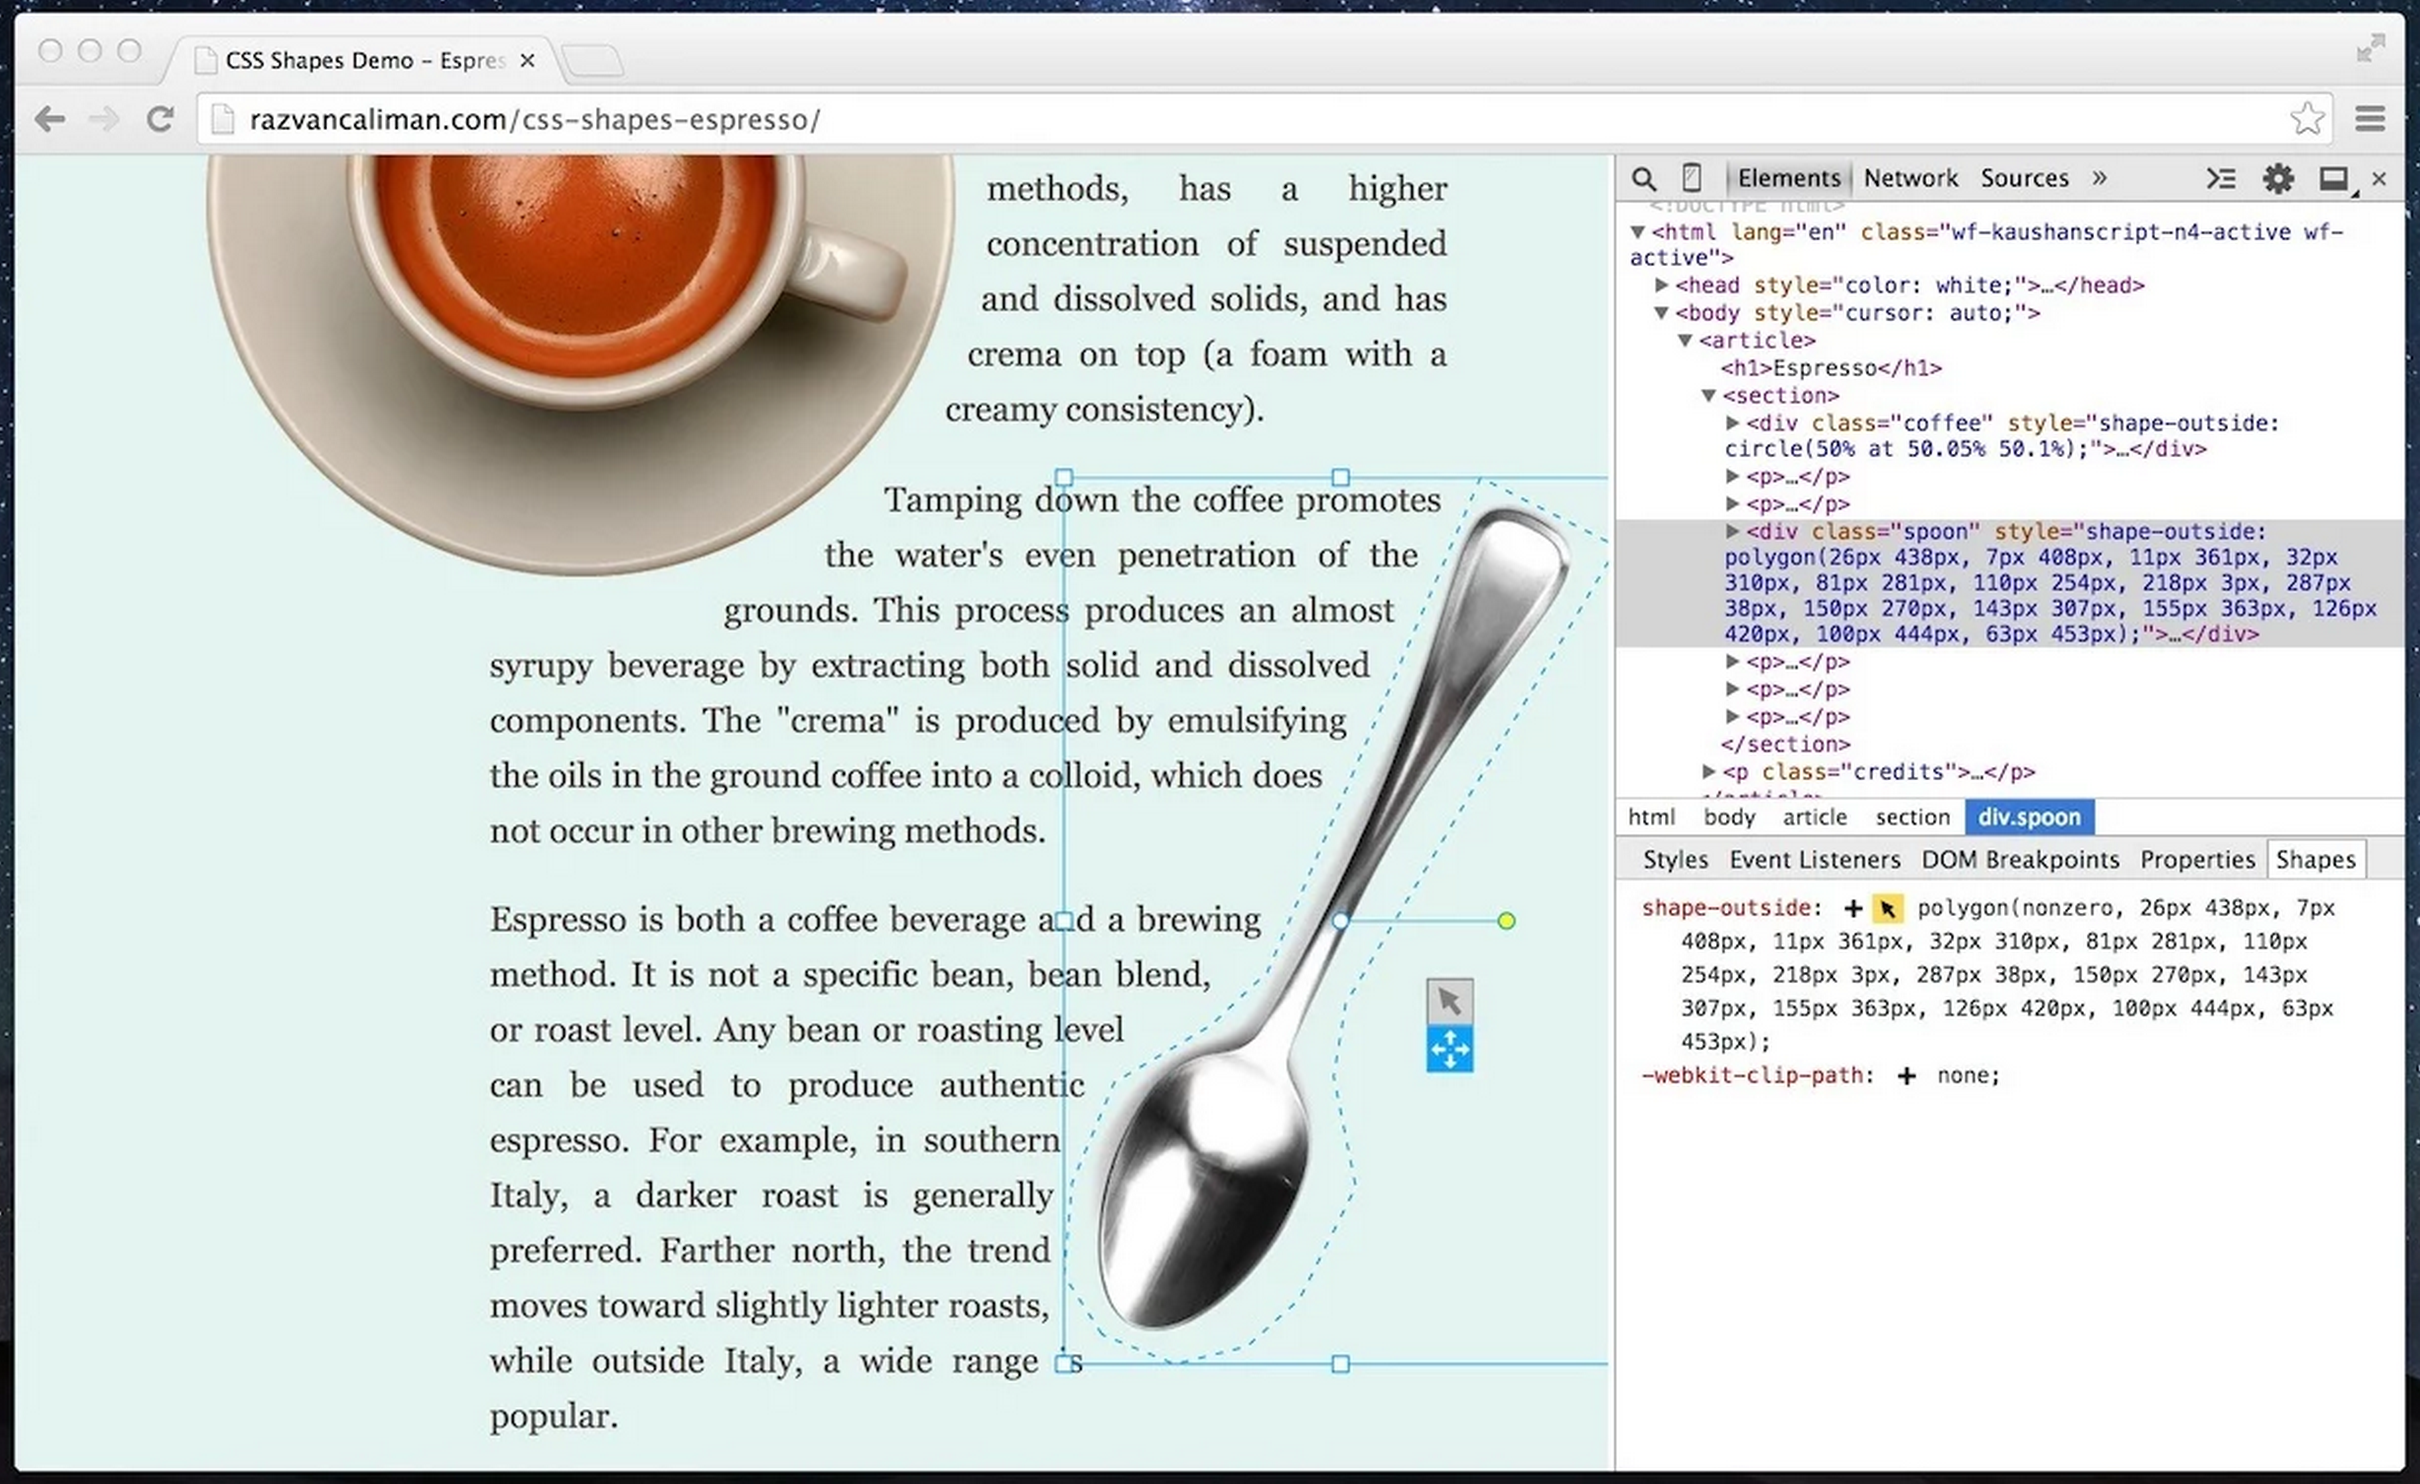 CSS Shapes Demo – Espres
razvancaliman.com/css-shapes-espresso/
methods, has a higher
concentration of suspended
and dissolved solids, and has
crema on top (a foam with a
creamy consistency).
Tamping down the coffee promotes
the water's even penetration of the
grounds. This process produces an almost
syrupy beverage by extracting both solid and dissolved
components. The "crema" is produced by emulsifying
the oils in the ground coffee into a colloid, which does
not occur in other brewing methods.
Espresso is both a coffee beverage and a brewing
method. It is not a specific bean, bean blend,
or roast level. Any bean or roasting level
can be used to produce authentic
espresso. For example, in southern
Italy, a darker roast is generally
preferred. Farther north, the trend
moves toward slightly lighter roasts,
while outside Italy, a wide range is
popular.
Elements Network Sources »
<!DOCTYPE html>
<html lang="en" class="wf-kaushanscript-n4-active wf-
active">
<head style="color: white;">…</head>
<body style="cursor: auto;">
<article>
<h1>Espresso</h1>
<section>
<div class="coffee" style="shape-outside:
circle(50% at 50.05% 50.1%);">…</div>
<p>…</p>
<p>…</p>
<div class="spoon" style="shape-outside:
polygon(26px 438px, 7px 408px, 11px 361px, 32px
310px, 81px 281px, 110px 254px, 218px 3px, 287px
38px, 150px 270px, 143px 307px, 155px 363px, 126px
420px, 100px 444px, 63px 453px);">…</div>
<p>…</p>
<p>…</p>
<p>…</p>
</section>
<p class="credits">…</p>
</article>
html body article section div.spoon
Styles Event Listeners DOM Breakpoints Properties Shapes
shape-outside: polygon(nonzero, 26px 438px, 7px
408px, 11px 361px, 32px 310px, 81px 281px, 110px
254px, 218px 3px, 287px 38px, 150px 270px, 143px
307px, 155px 363px, 126px 420px, 100px 444px, 63px
453px);
-webkit-clip-path: none;